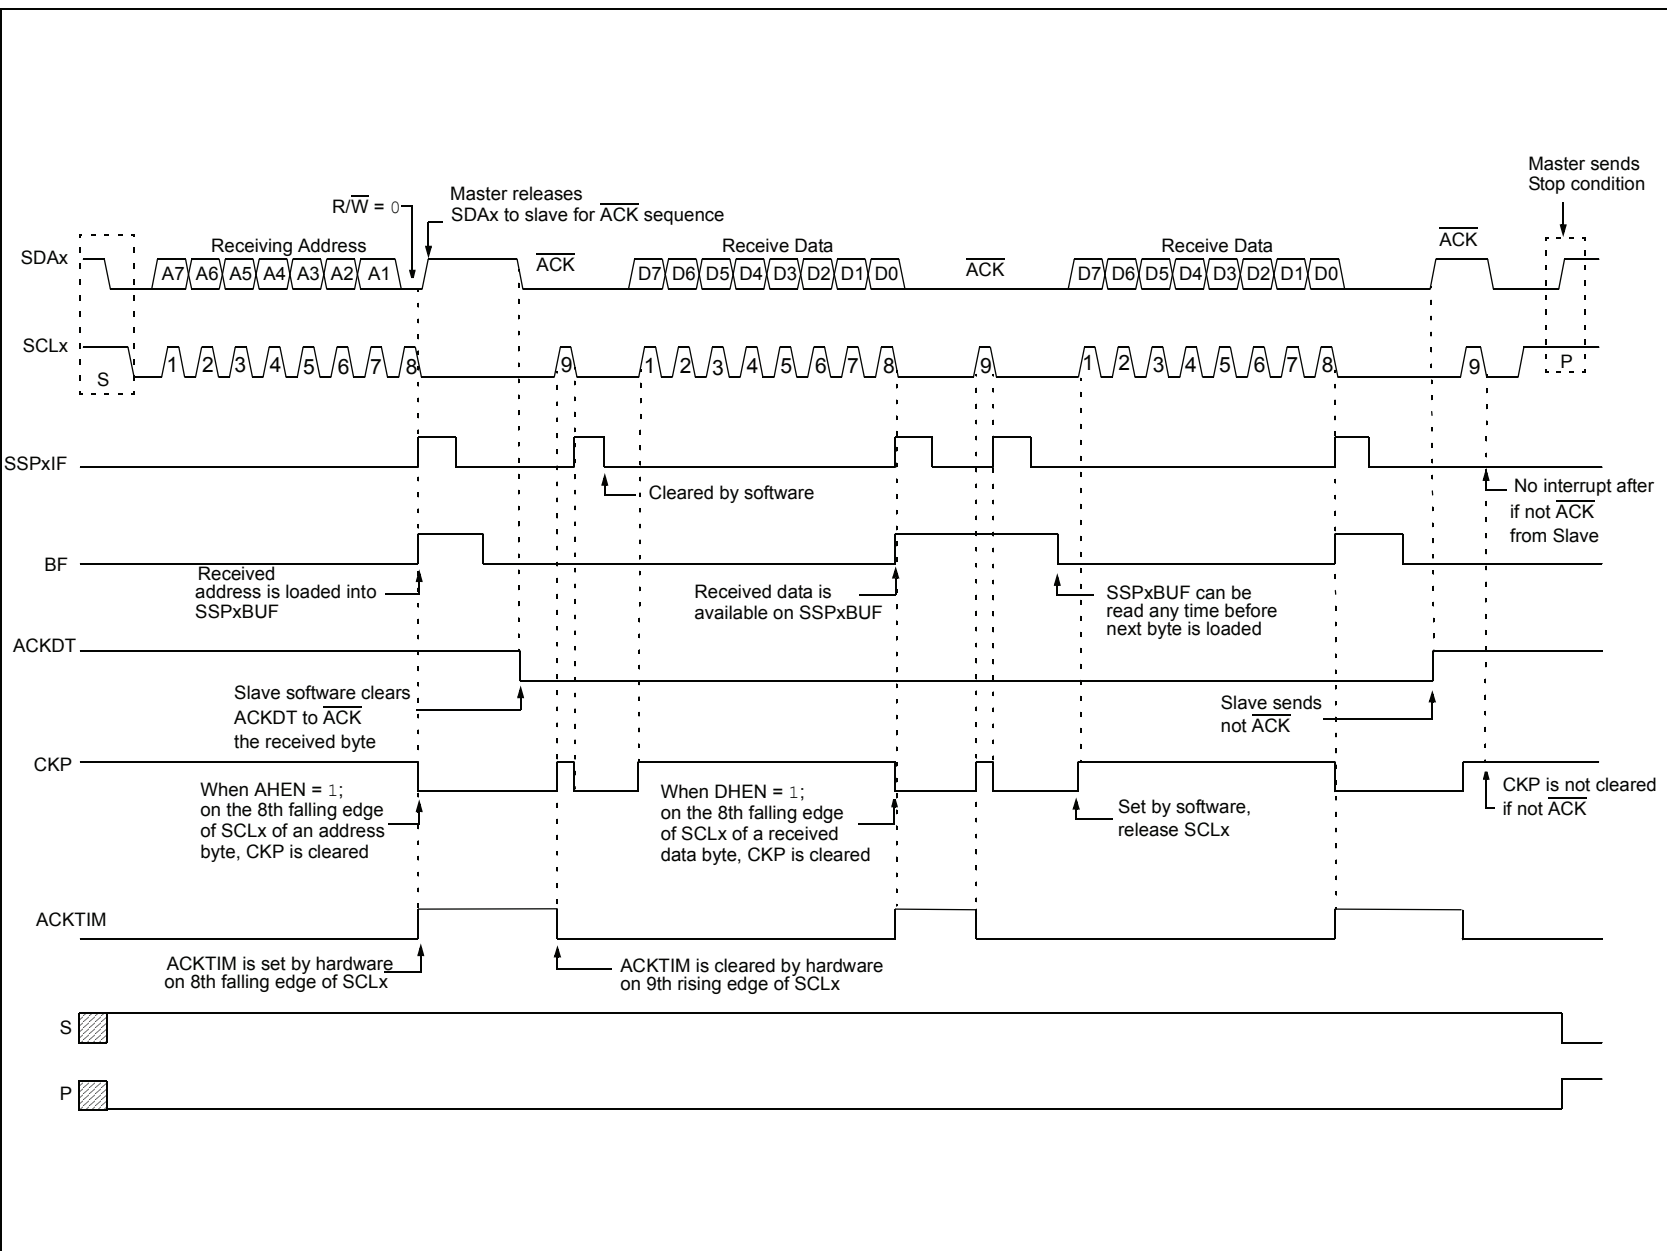 Master sends
Stop condition
Master releases
SDAx to slave for ACK sequence
R/W = 0
SDAx
Receiving Address
ACK
Receive Data
ACK
Receive Data
ACK
A7 A6 A5 A4 A3 A2 A1
D7 D6 D5 D4 D3 D2 D1 D0
D7 D6 D5 D4 D3 D2 D1 D0
SCLx
S
1 2 3 4 5 6 7 8 9
1 2 3 4 5 6 7 8 9
1 2 3 4 5 6 7 8 9
P
SSPxIF
Cleared by software
No interrupt after
if not ACK
from Slave
BF
Received
address is loaded into
SSPxBUF
Received data is
available on SSPxBUF
SSPxBUF can be
read any time before
next byte is loaded
ACKDT
Slave software clears
ACKDT to ACK
the received byte
Slave sends
not ACK
CKP
When AHEN = 1;
on the 8th falling edge
of SCLx of an address
byte, CKP is cleared
When DHEN = 1;
on the 8th falling edge
of SCLx of a received
data byte, CKP is cleared
Set by software,
release SCLx
CKP is not cleared
if not ACK
ACKTIM
ACKTIM is set by hardware
on 8th falling edge of SCLx
ACKTIM is cleared by hardware
on 9th rising edge of SCLx
S
P